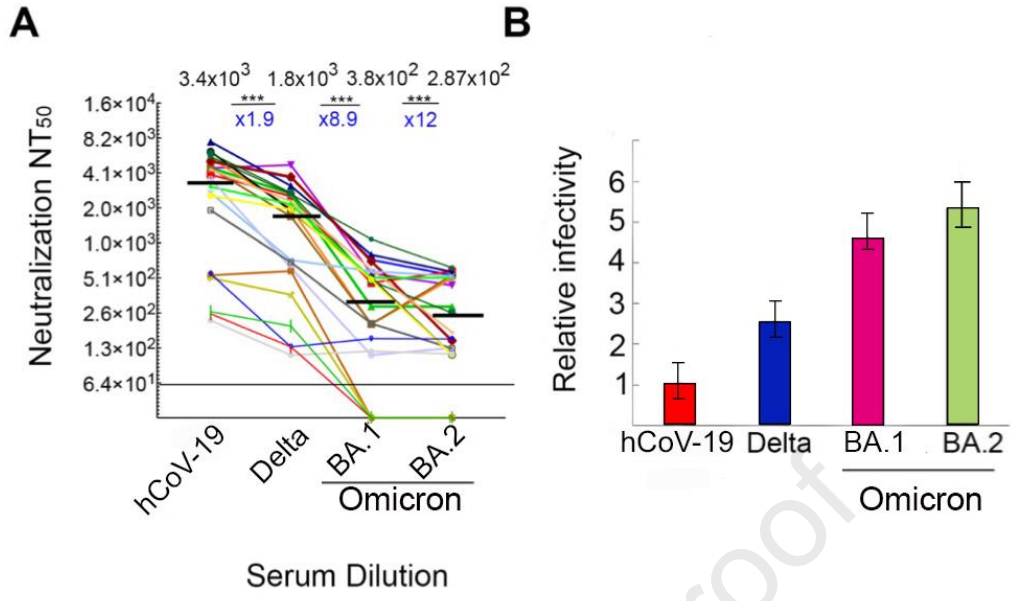 A
3.4x10³ 1.8x10³ 3.8x10² 2.87x10²
*** *** ***
x1.9 x8.9 x12
Neutralization NT₅₀
1.6×10⁴
8.2×10³
4.1×10³
2.0×10³
1.0×10³
5.1×10²
2.6×10²
1.3×10²
6.4×10¹
hCoV-19 Delta BA.1 BA.2
Omicron
Serum Dilution
B
Relative infectivity
6
5
4
3
2
1
hCoV-19 Delta BA.1 BA.2
Omicron
roof